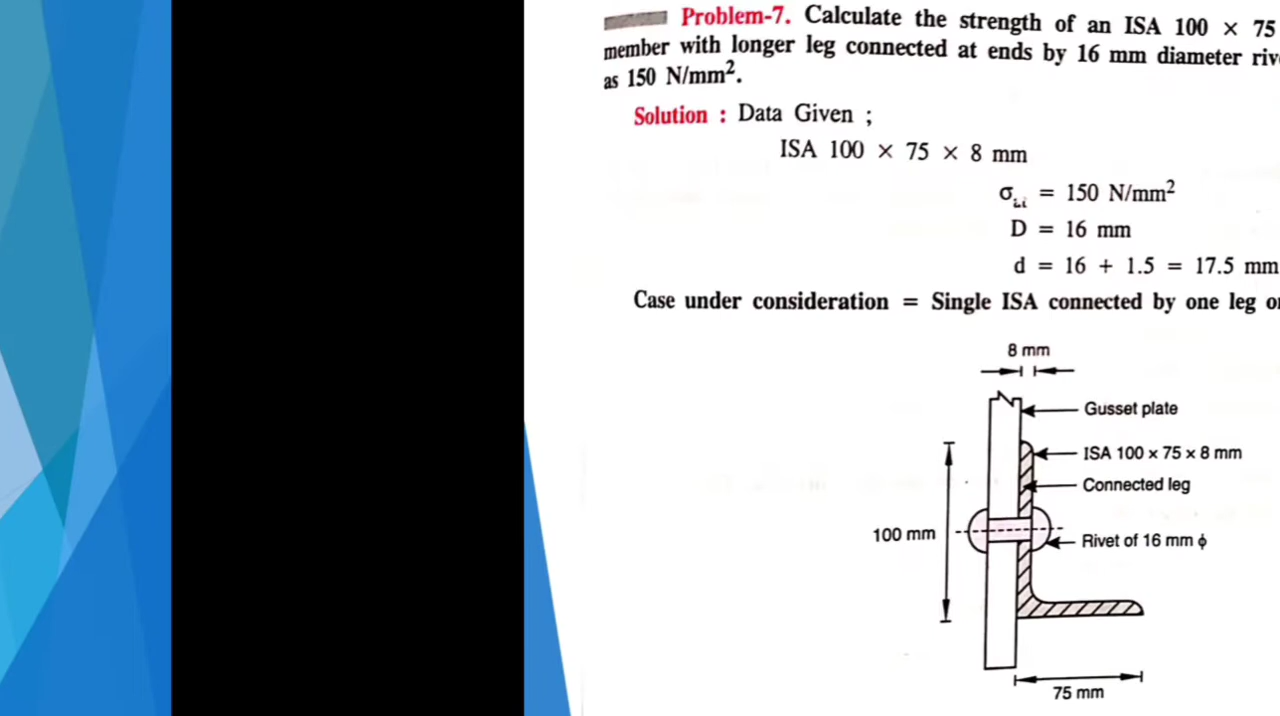 Problem-7. Calculate the strength of an ISA 100 × 75
member with longer leg connected at ends by 16 mm diameter
as 150 N/mm².
Solution : Data Given ;
ISA 100 × 75 × 8 mm
= 150 N/mm²
D = 16 mm
d = 16 + 1.5 = 17.5 mm
Case under consideration = Single ISA connected by one leg
8 mm
Gusset plate
ISA 100 × 75 × 8 mm
Connected leg
100 mm
Rivet of 16 mm ϕ
75 mm